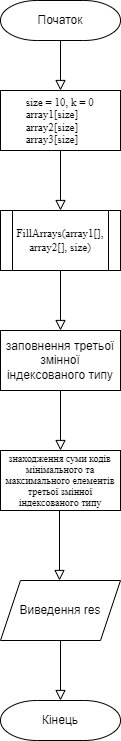 Початок
size = 10, k = 0
array1[size]
array2[size]
array3[size]
FillArrays(array1[],
array2[], size)
заповнення третьої
змінної
індексованого типу
знаходження суми кодів
мінімального та
максимального елементів
третьої змінної
індексованого типу
Виведення res
Кінець